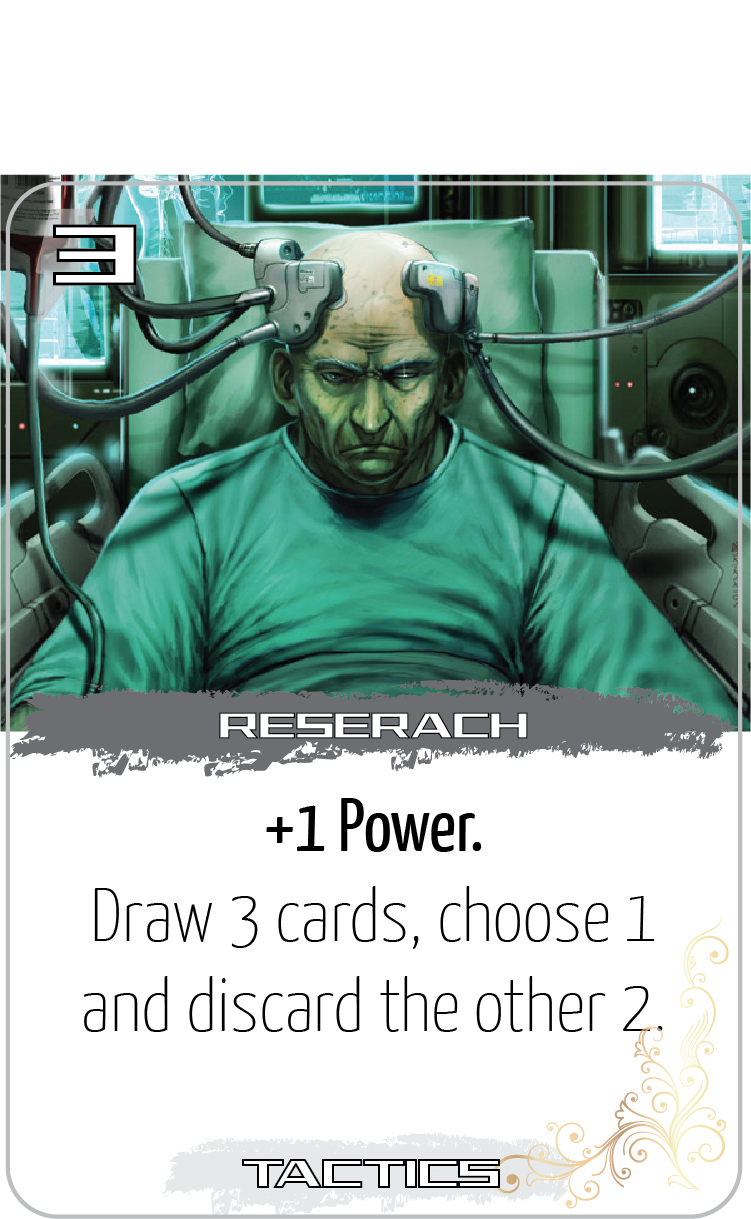 3
RESERACH
+1 Power.
Draw 3 cards, choose 1
and discard the other 2.
TACTICS